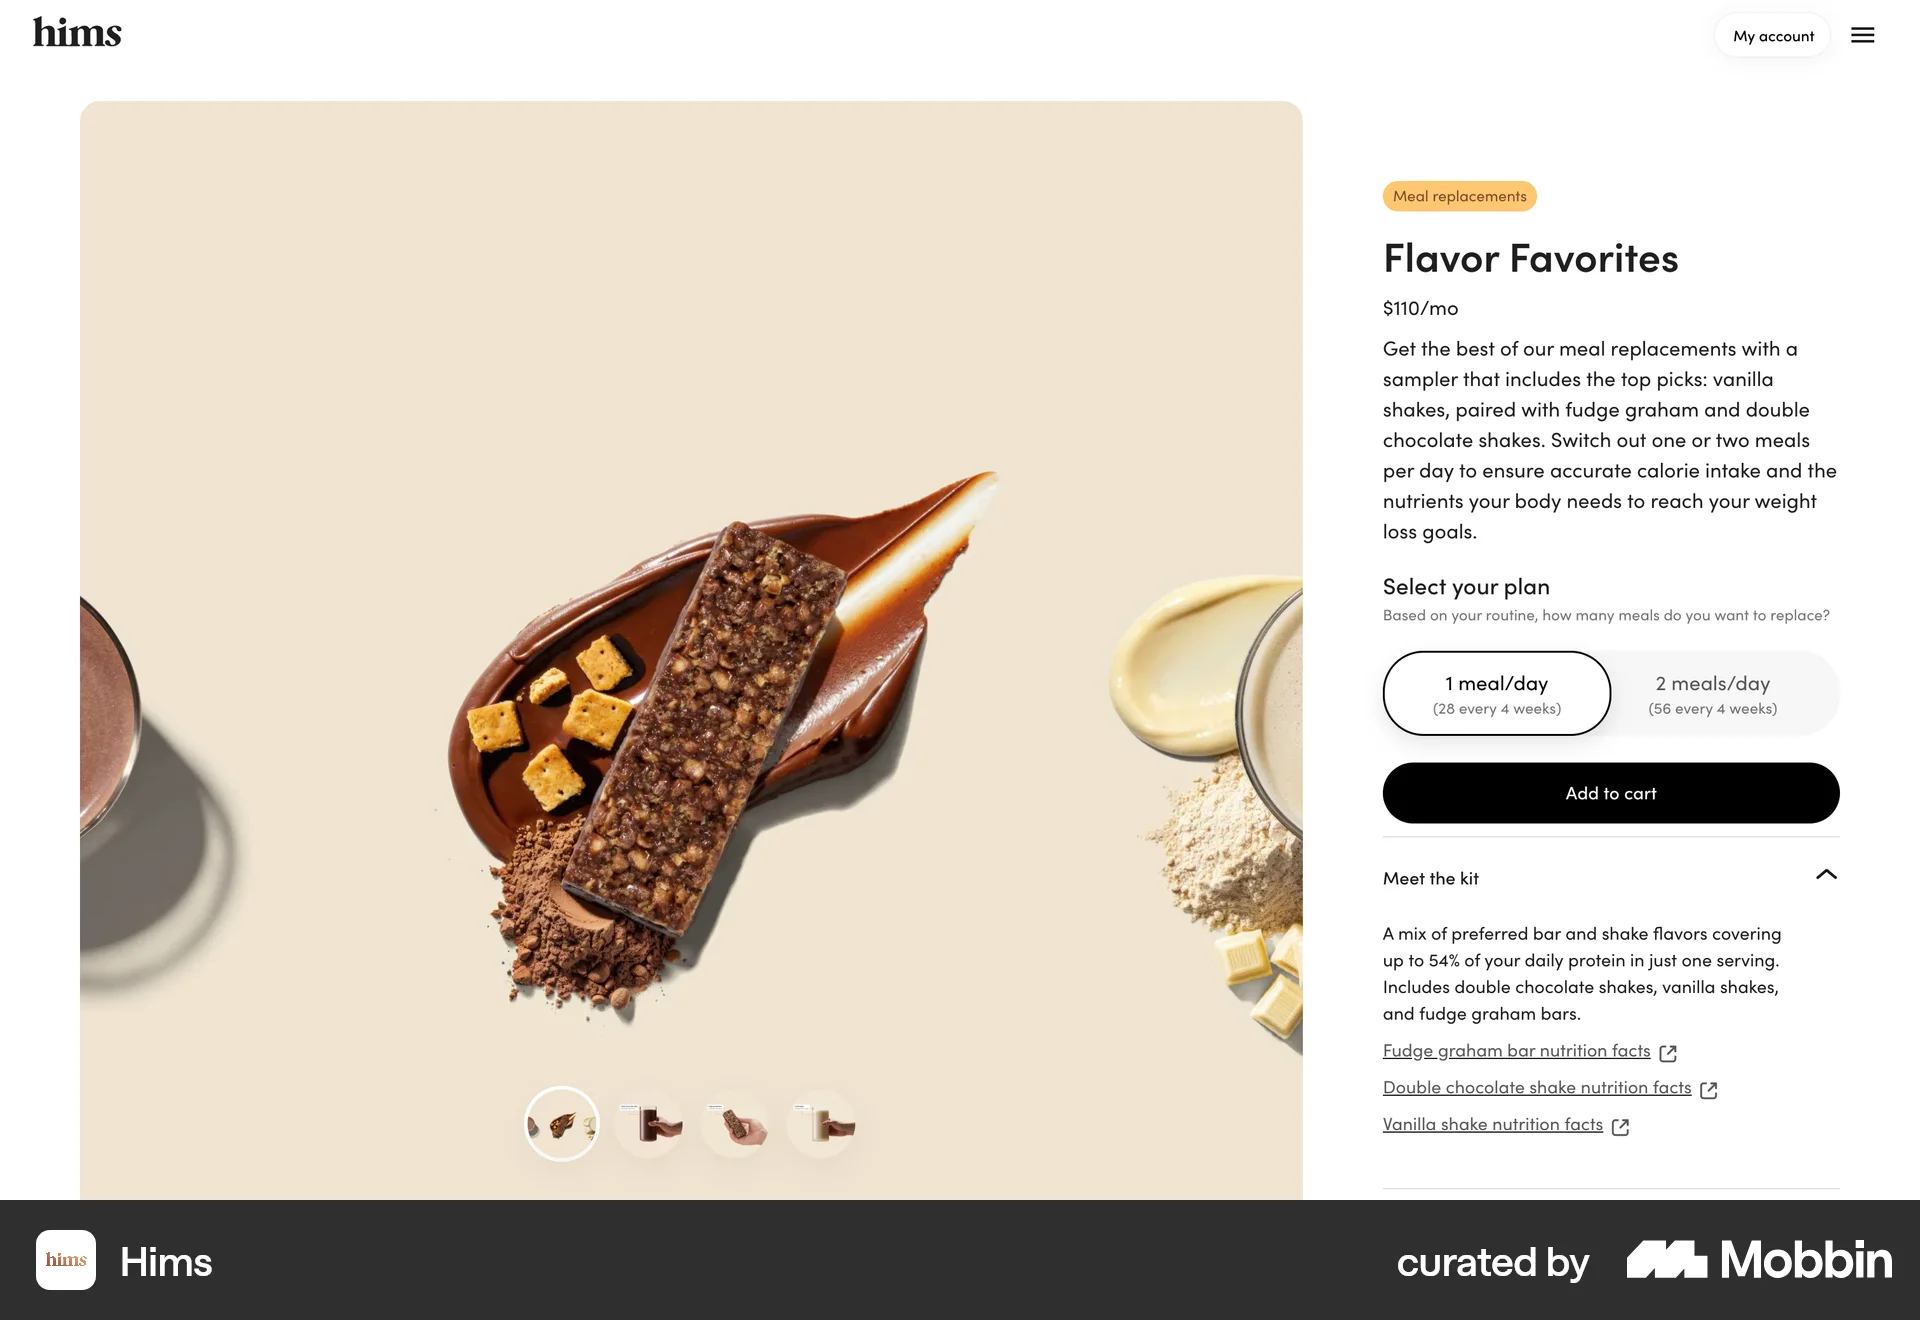 hims
My account
Meal replacements
Flavor Favorites
$110/mo
Get the best of our meal replacements with a
sampler that includes the top picks: vanilla
shakes, paired with fudge graham and double
chocolate shakes. Switch out one or two meals
per day to ensure accurate calorie intake and the
nutrients your body needs to reach your weight
loss goals.
Select your plan
Based on your routine, how many meals do you want to replace?
1 meal/day
(28 every 4 weeks)
2 meals/day
(56 every 4 weeks)
Add to cart
Meet the kit
A mix of preferred bar and shake flavors covering
up to 54% of your daily protein in just one serving.
Includes double chocolate shakes, vanilla shakes,
and fudge graham bars.
Fudge graham bar nutrition facts
Double chocolate shake nutrition facts
Vanilla shake nutrition facts
hims
Hims
curated by
Mobbin